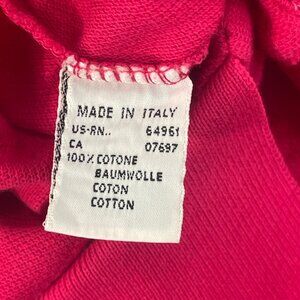 MADE IN ITALY
US-RN.. 64961
CA 07697
100% COTONE
BAUMWOLLE
COTON
COTTON